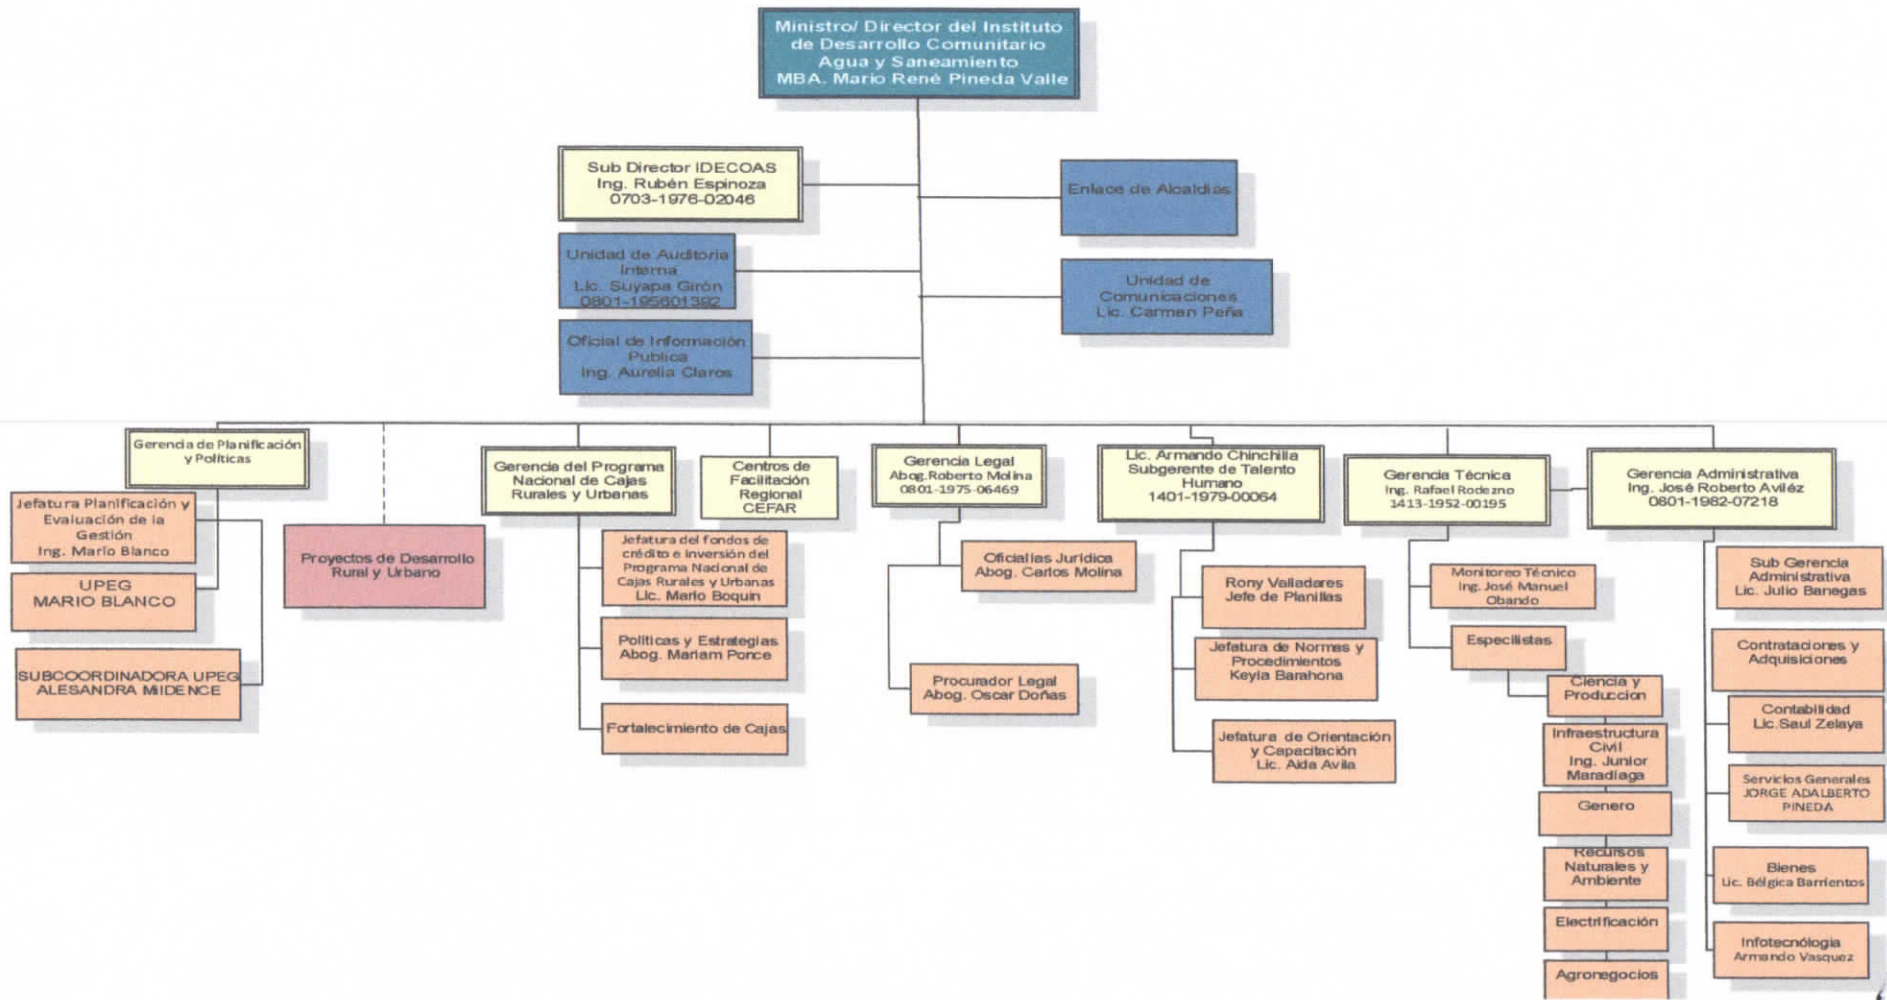 Ministro/ Director del Instituto
de Desarrollo Comunitario
Agua y Saneamiento
MBA. Mario René Pineda Valle
Sub Director IDECOAS
Ing. Rubén Espinoza
0703-1976-02046
Enlace de Alcaldias
Unidad de Auditoria
Interna
Lic. Suyapa Girón
0801-195601392
Unidad de
Comunicaciones
Lic. Carmen Peña
Oficial de Información
Publica
Ing. Aurelia Claros
Gerencia de Planificación
y Políticas
Gerencia del Programa
Nacional de Cajas
Rurales y Urbanas
Centros de
Facilitación
Regional
CEFAR
Gerencia Legal
Abog.Roberto Molina
0801-1975-06469
Lic. Armando Chinchilla
Subgerente de Talento
Humano
1401-1979-00064
Gerencia Técnica
Ing. Rafael Rodezno
1413-1952-00195
Gerencia Administrativa
Ing. José Roberto Aviléz
0801-1982-07218
Jefatura Planificación y
Evaluación de la
Gestión
Ing. Mario Blanco
UPEG
MARIO BLANCO
SUBCOORDINADORA UPEG
ALESANDRA MIIDENCE
Proyectos de Desarrollo
Rural y Urbano
Jefatura del fondos de
crédito e Inversión del
Programa Nacional de
Cajas Rurales y Urbanas
Lic. Mario Boquin
Políticas y Estrategias
Abog. Mariam Ponce
Fortalecimiento de Cajas
Oficialías Jurídica
Abog. Carlos Molina
Procurador Legal
Abog. Oscar Doñas
Rony Valladares
Jefe de Planillas
Jefatura de Normas y
Procedimientos
Keyla Barahona
Jefatura de Orientación
y Capacitación
Lic. Aida Avila
Monitoreo Técnico
Ing. José Manuel
Obando
Especilistas
Ciencia y
Produccion
Infraestructura
Civil
Ing. Junior
Maradiaga
Genero
Recursos
Naturales y
Ambiente
Electrificación
Agronegocios
Sub Gerencia
Administrativa
Lic. Julio Banegas
Contrataciones y
Adquisiciones
Contabilidad
Lic.Saul Zelaya
Servicios Generales
JORGE ADALBERTO
PINEDA
Bienes
Lic. Bélgica Barrientos
Infotecnólogia
Armando Vasquez